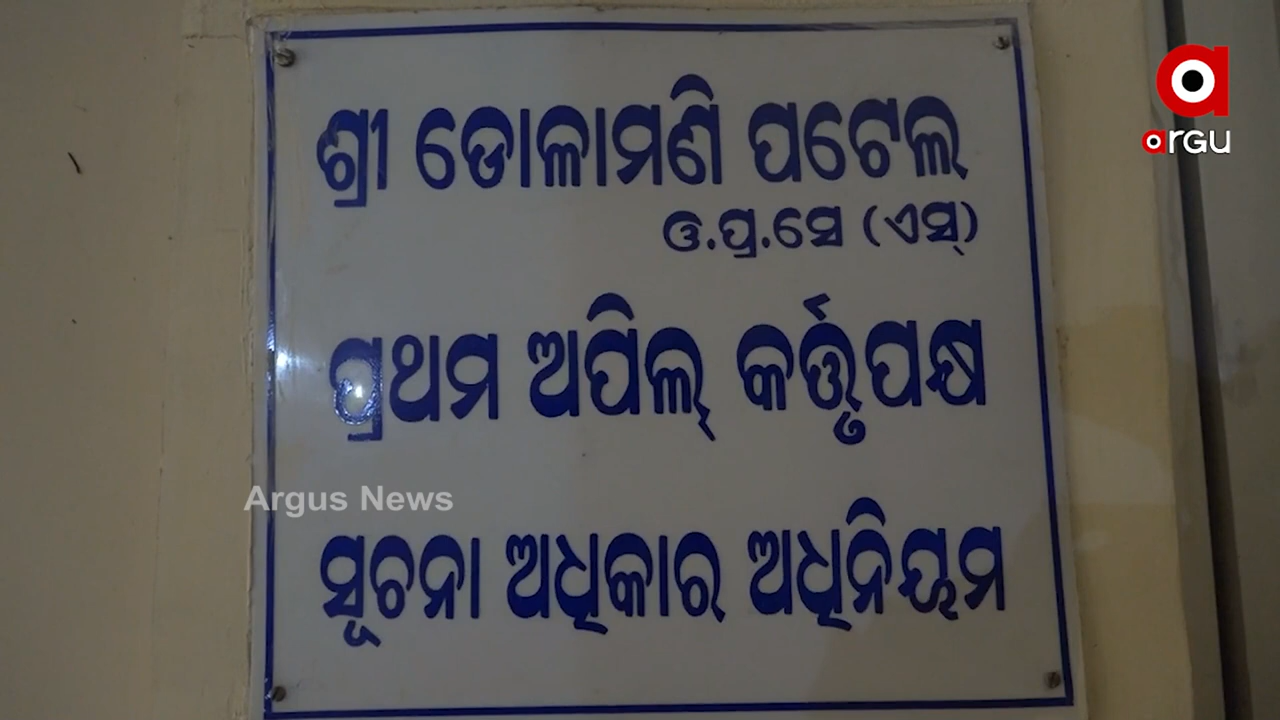 ଶ୍ରୀ ଡୋଳାମଣି ପଟେଲ
ଓ.ପ୍ର.ସେ (ଏସ୍)
ପ୍ରଥମ ଅପିଲ୍ କର୍ତ୍ତୃପକ୍ଷ
ସୂଚନା ଅଧିକାର ଅଧିନିୟମ
Argus News
aRGU